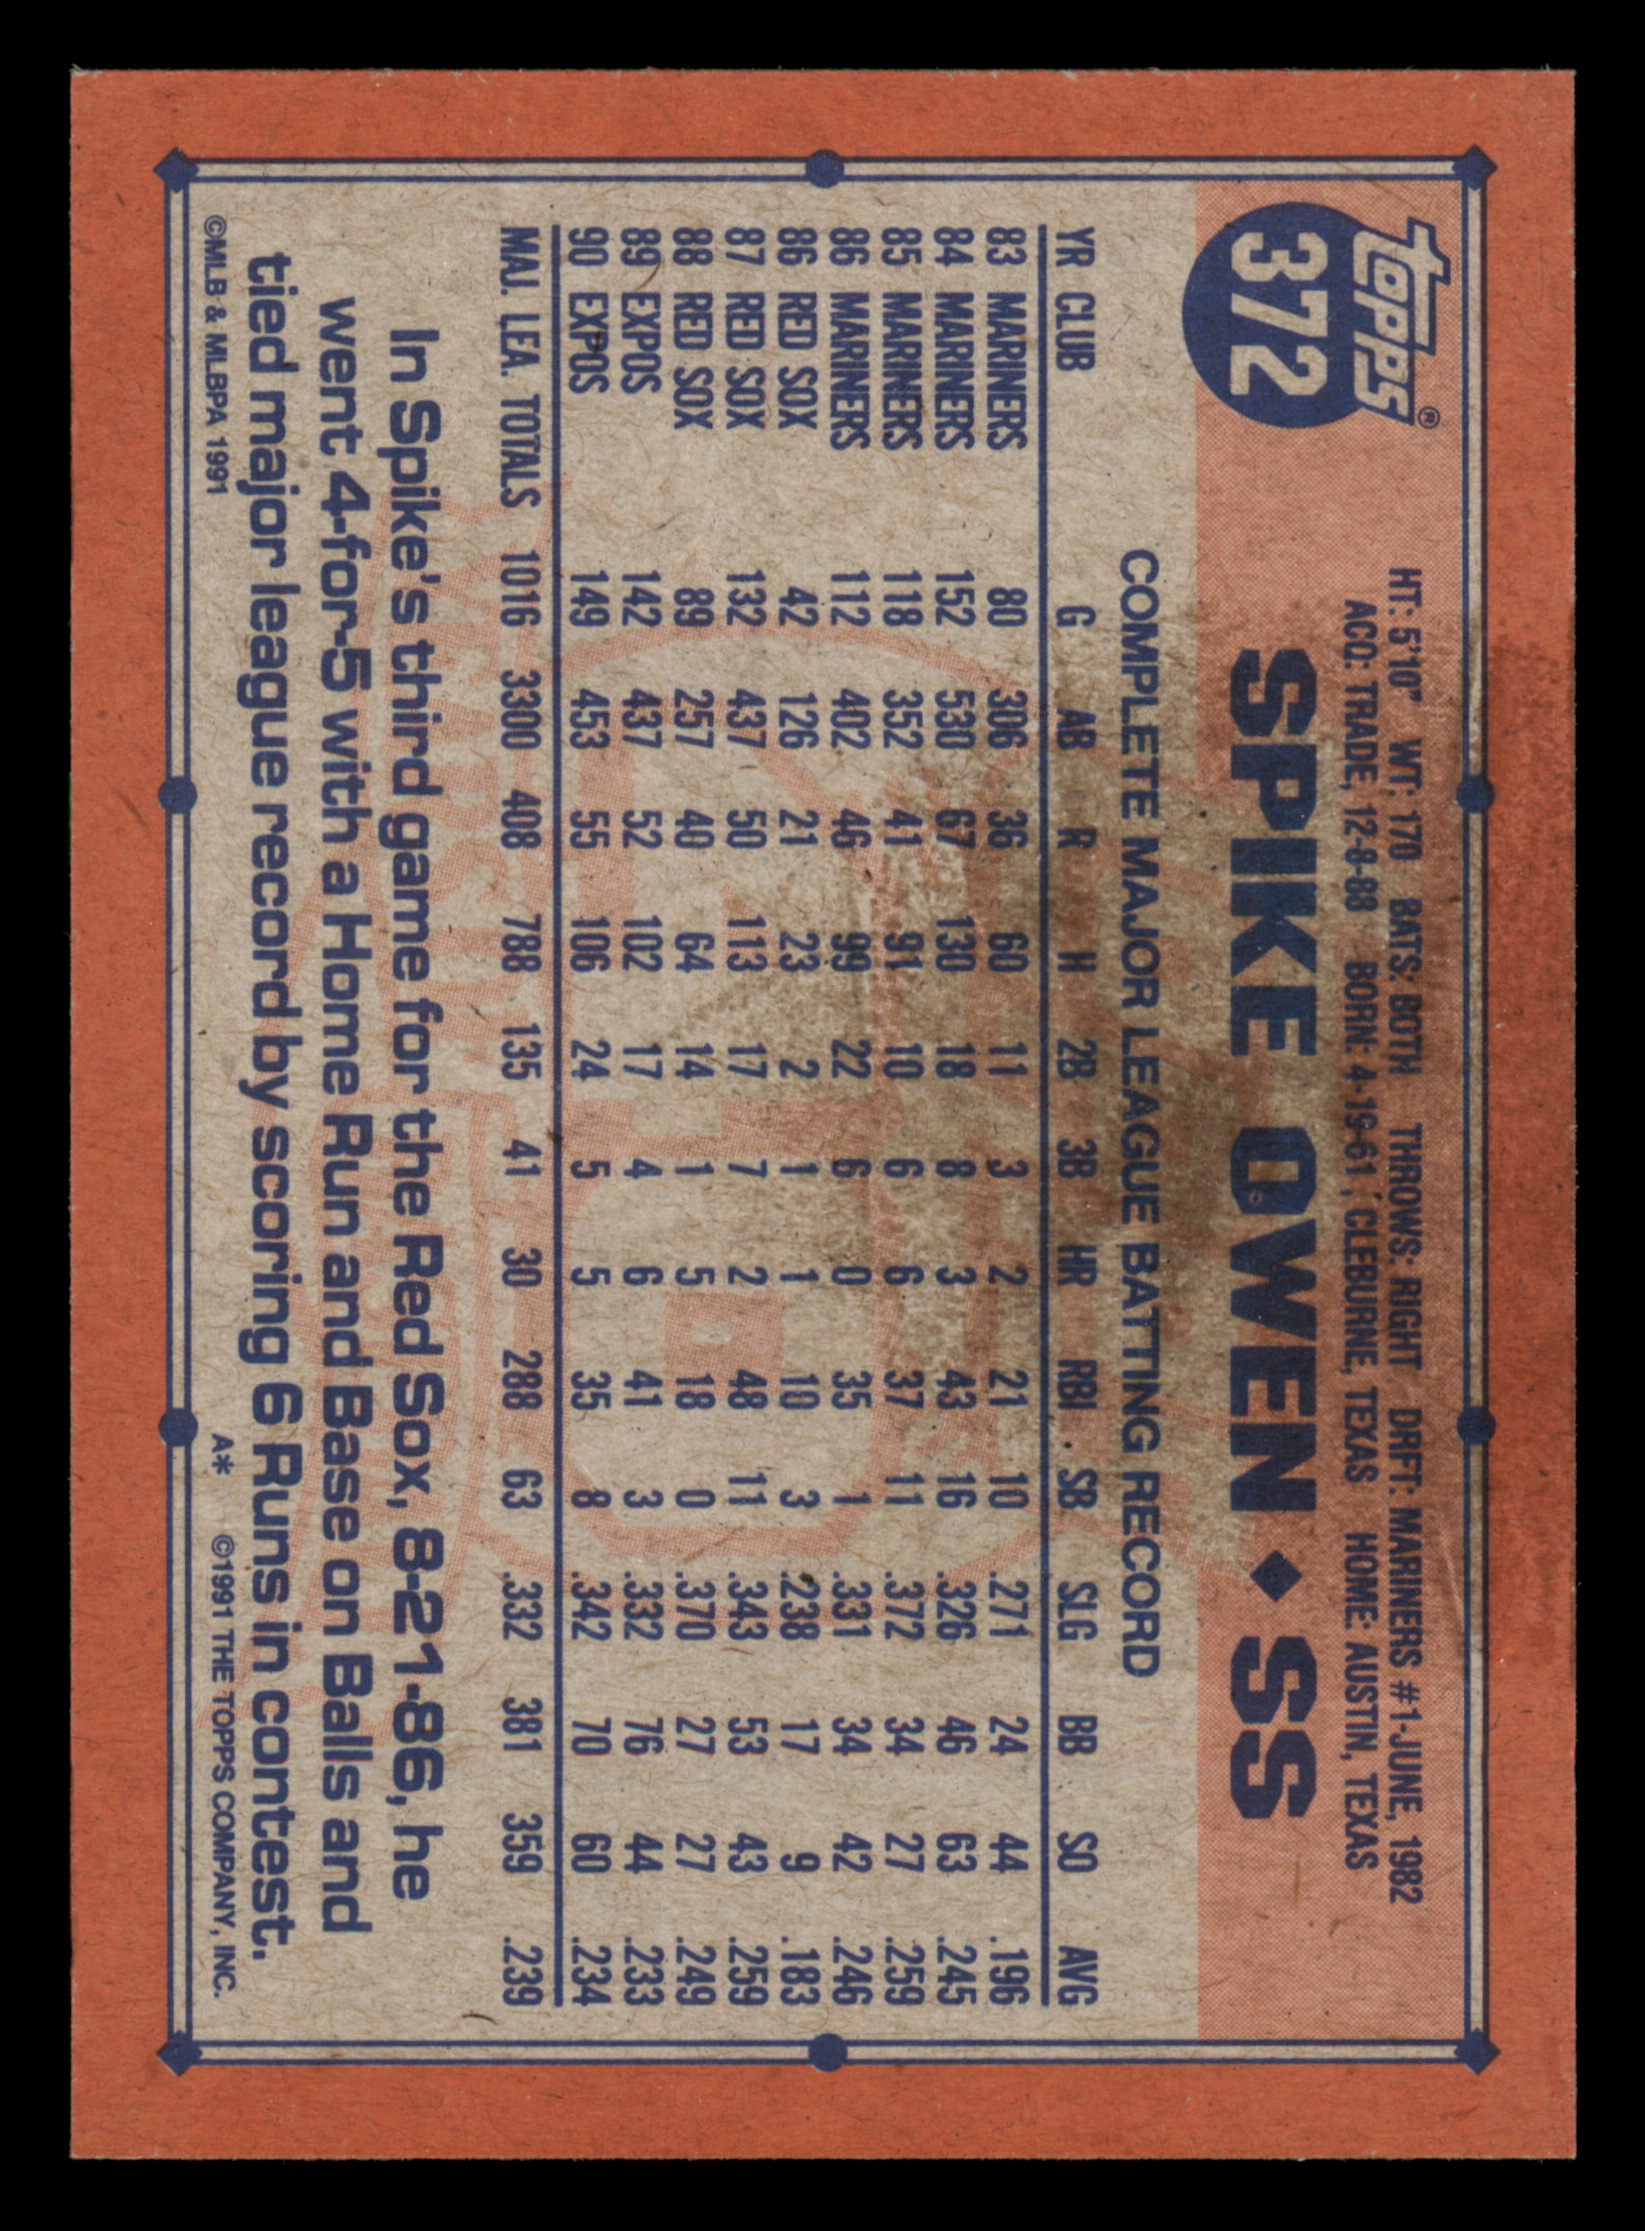 topps®
372
HT: 5'10" WT: 170 BATS: BOTH THROWS: RIGHT DRFT: MARINERS #1-JUNE, 1982
ACQ: TRADE, 12-8-88 BORN: 4-19-61, CLEBURNE, TEXAS HOME: AUSTIN, TEXAS
SPIKE OWEN ◆ SS
COMPLETE MAJOR LEAGUE BATTING RECORD
YR CLUB G AB R H 2B 3B HR RBI SB SLG BB SO AVG
83 MARINERS 80 306 36 60 11 3 2 21 10 .271 24 44 .196
84 MARINERS 152 530 67 130 18 8 3 43 16 .326 46 63 .245
85 MARINERS 118 352 41 91 10 6 6 37 11 .372 34 27 .259
86 MARINERS 112 402 46 99 22 6 0 35 1 .331 34 42 .246
86 RED SOX 42 126 21 23 2 1 1 10 3 .238 17 9 .183
87 RED SOX 132 437 50 113 17 7 2 48 11 .343 53 43 .259
88 RED SOX 89 257 40 64 14 1 5 18 0 .370 27 27 .249
89 EXPOS 142 437 52 102 17 4 6 41 3 .332 76 44 .233
90 EXPOS 149 453 55 106 24 5 5 35 8 .342 70 60 .234
MAJ. LEA. TOTALS 1016 3300 408 788 135 41 30 288 63 .332 381 359 .239
In Spike's third game for the Red Sox, 8-21-86, he
went 4-for-5 with a Home Run and Base on Balls and
tied major league record by scoring 6 Runs in contest.
©MLB & MLBPA 1991 A* ©1991 THE TOPPS COMPANY, INC.